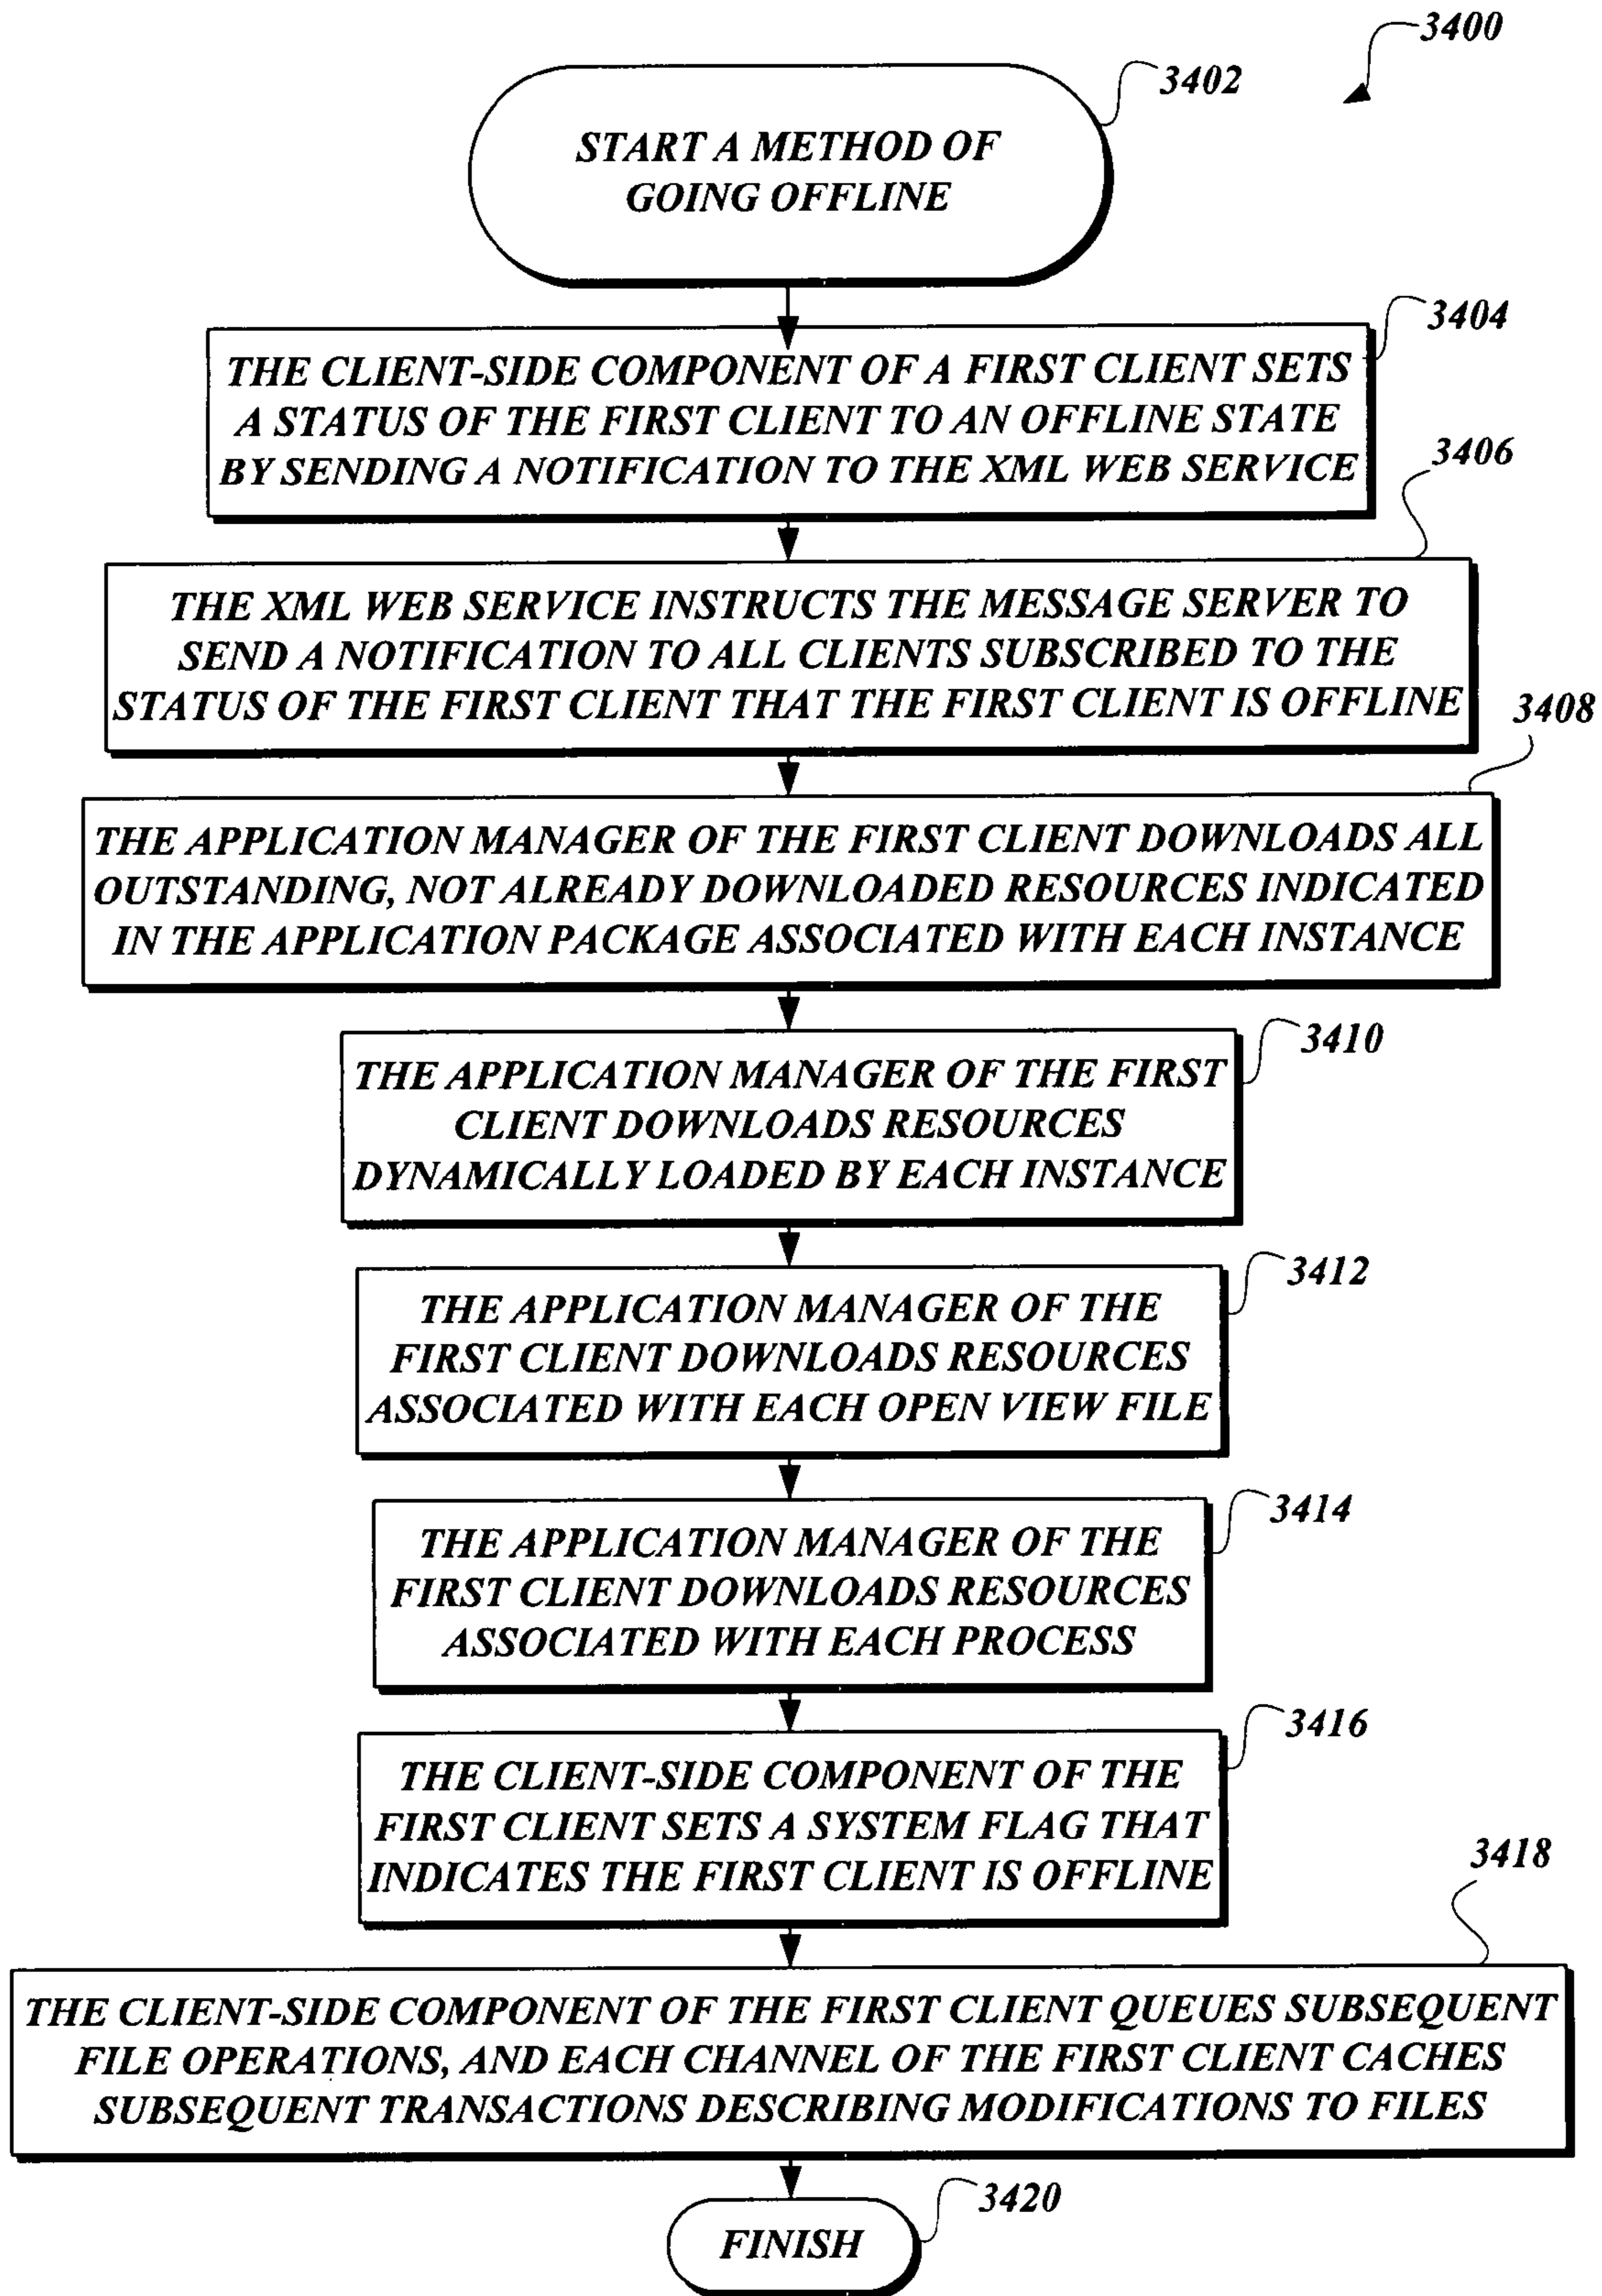 3400
3402
START A METHOD OF
GOING OFFLINE
3404
THE CLIENT-SIDE COMPONENT OF A FIRST CLIENT SETS
A STATUS OF THE FIRST CLIENT TO AN OFFLINE STATE
BY SENDING A NOTIFICATION TO THE XML WEB SERVICE
3406
THE XML WEB SERVICE INSTRUCTS THE MESSAGE SERVER TO
SEND A NOTIFICATION TO ALL CLIENTS SUBSCRIBED TO THE
STATUS OF THE FIRST CLIENT THAT THE FIRST CLIENT IS OFFLINE
3408
THE APPLICATION MANAGER OF THE FIRST CLIENT DOWNLOADS ALL
OUTSTANDING, NOT ALREADY DOWNLOADED RESOURCES INDICATED
IN THE APPLICATION PACKAGE ASSOCIATED WITH EACH INSTANCE
3410
THE APPLICATION MANAGER OF THE FIRST
CLIENT DOWNLOADS RESOURCES
DYNAMICALLY LOADED BY EACH INSTANCE
3412
THE APPLICATION MANAGER OF THE
FIRST CLIENT DOWNLOADS RESOURCES
ASSOCIATED WITH EACH OPEN VIEW FILE
3414
THE APPLICATION MANAGER OF THE
FIRST CLIENT DOWNLOADS RESOURCES
ASSOCIATED WITH EACH PROCESS
3416
THE CLIENT-SIDE COMPONENT OF THE
FIRST CLIENT SETS A SYSTEM FLAG THAT
INDICATES THE FIRST CLIENT IS OFFLINE
3418
THE CLIENT-SIDE COMPONENT OF THE FIRST CLIENT QUEUES SUBSEQUENT
FILE OPERATIONS, AND EACH CHANNEL OF THE FIRST CLIENT CACHES
SUBSEQUENT TRANSACTIONS DESCRIBING MODIFICATIONS TO FILES
3420
FINISH